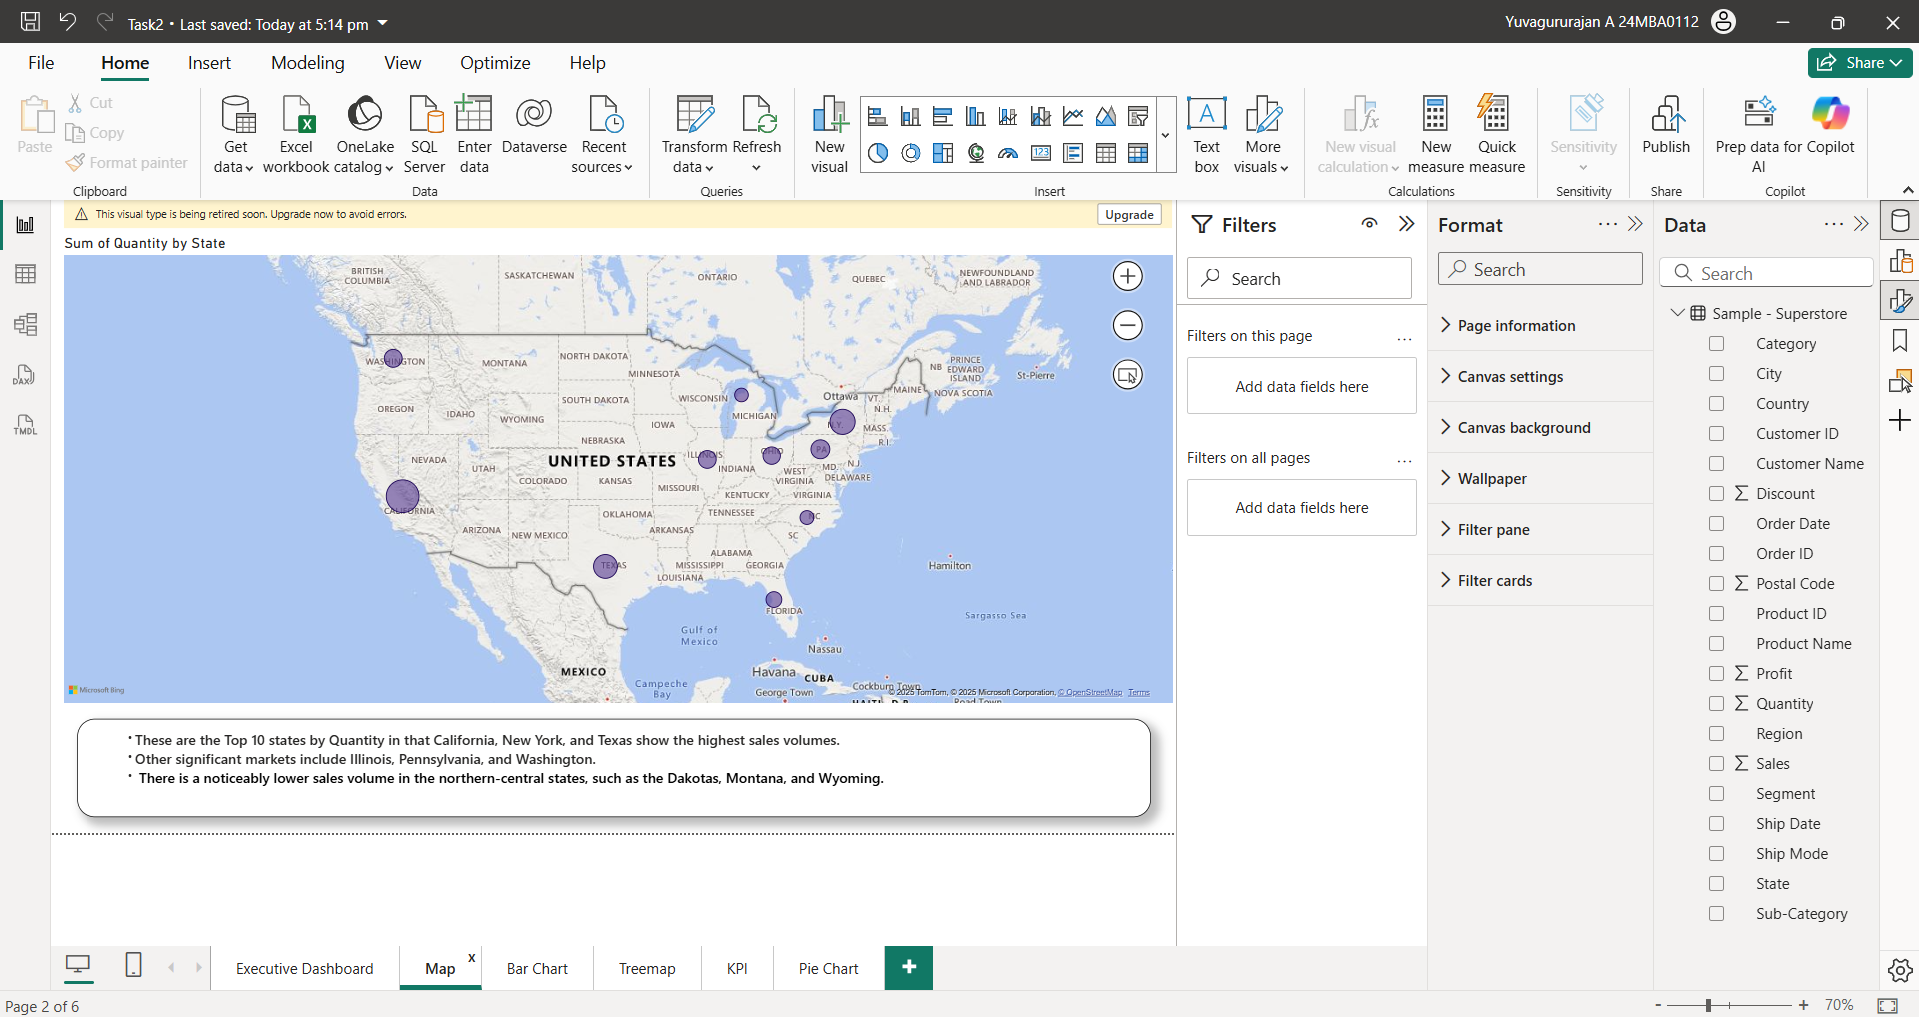 Task2 • Last saved: Today at 5:14 pm
Yuvagururajan A 24MBA0112
File
Home
Insert
Modeling
View
Optimize
Help
Share
Paste
Cut
Copy
Format painter
Clipboard
Get data
Excel workbook
OneLake catalog
SQL Server
Enter data
Dataverse
Recent sources
Data
Transform data
Refresh
Queries
New visual
Text box
More visuals
Insert
New visual calculation
New measure
Quick measure
Calculations
Sensitivity
Sensitivity
Publish
Share
Prep data for AI
Copilot
Copilot
This visual type is being retired soon. Upgrade now to avoid errors.
Upgrade
Sum of Quantity by State
BRITISH COLUMBIA
SASKATCHEWAN
ONTARIO
QUEBEC
NEWFOUNDLAND AND LABRADOR
WASHINGTON
MONTANA
NORTH DAKOTA
MINNESOTA
NB
PRINCE EDWARD ISLAND
St-Pierre
OREGON
IDAHO
SOUTH DAKOTA
WISCONSIN
Ottawa
VT.
MAINE
NOVA SCOTIA
N.H.
WYOMING
MICHIGAN
IOWA
N.Y.
MASS.
R.I.
NEBRASKA
NEVADA
UTAH
UNITED STATES
ILLINOIS
OHIO
PA
INDIANA
MD.
N.J.
COLORADO
KANSAS
WEST VIRGINIA
DELAWARE
MISSOURI
KENTUCKY
VIRGINIA
CALIFORNIA
OKLAHOMA
TENNESSEE
NC
ARIZONA
NEW MEXICO
ARKANSAS
SC
ALABAMA
TEXAS
MISSISSIPPI
GEORGIA
LOUISIANA
Hamilton
FLORIDA
Sargasso Sea
Gulf of Mexico
Nassau
MEXICO
Havana
CUBA
Campeche Bay
George Town
Cockburn Town
Road Town
Microsoft Bing
© 2025 TomTom, © 2025 Microsoft Corporation, © OpenStreetMap Terms
• These are the Top 10 states by Quantity in that California, New York, and Texas show the highest sales volumes.
• Other significant markets include Illinois, Pennsylvania, and Washington.
• There is a noticeably lower sales volume in the northern-central states, such as the Dakotas, Montana, and Wyoming.
Filters
Search
Filters on this page
...
Add data fields here
Filters on all pages
...
Add data fields here
Format
Search
Page information
Canvas settings
Canvas background
Wallpaper
Filter pane
Filter cards
Data
Search
Sample - Superstore
Category
City
Country
Customer ID
Customer Name
∑ Discount
Order Date
Order ID
∑ Postal Code
Product ID
Product Name
∑ Profit
∑ Quantity
Region
∑ Sales
Segment
Ship Date
Ship Mode
State
Sub-Category
DAX
TMDL
Executive Dashboard
Map
x
Bar Chart
Treemap
KPI
Pie Chart
+
Page 2 of 6
- + 70%